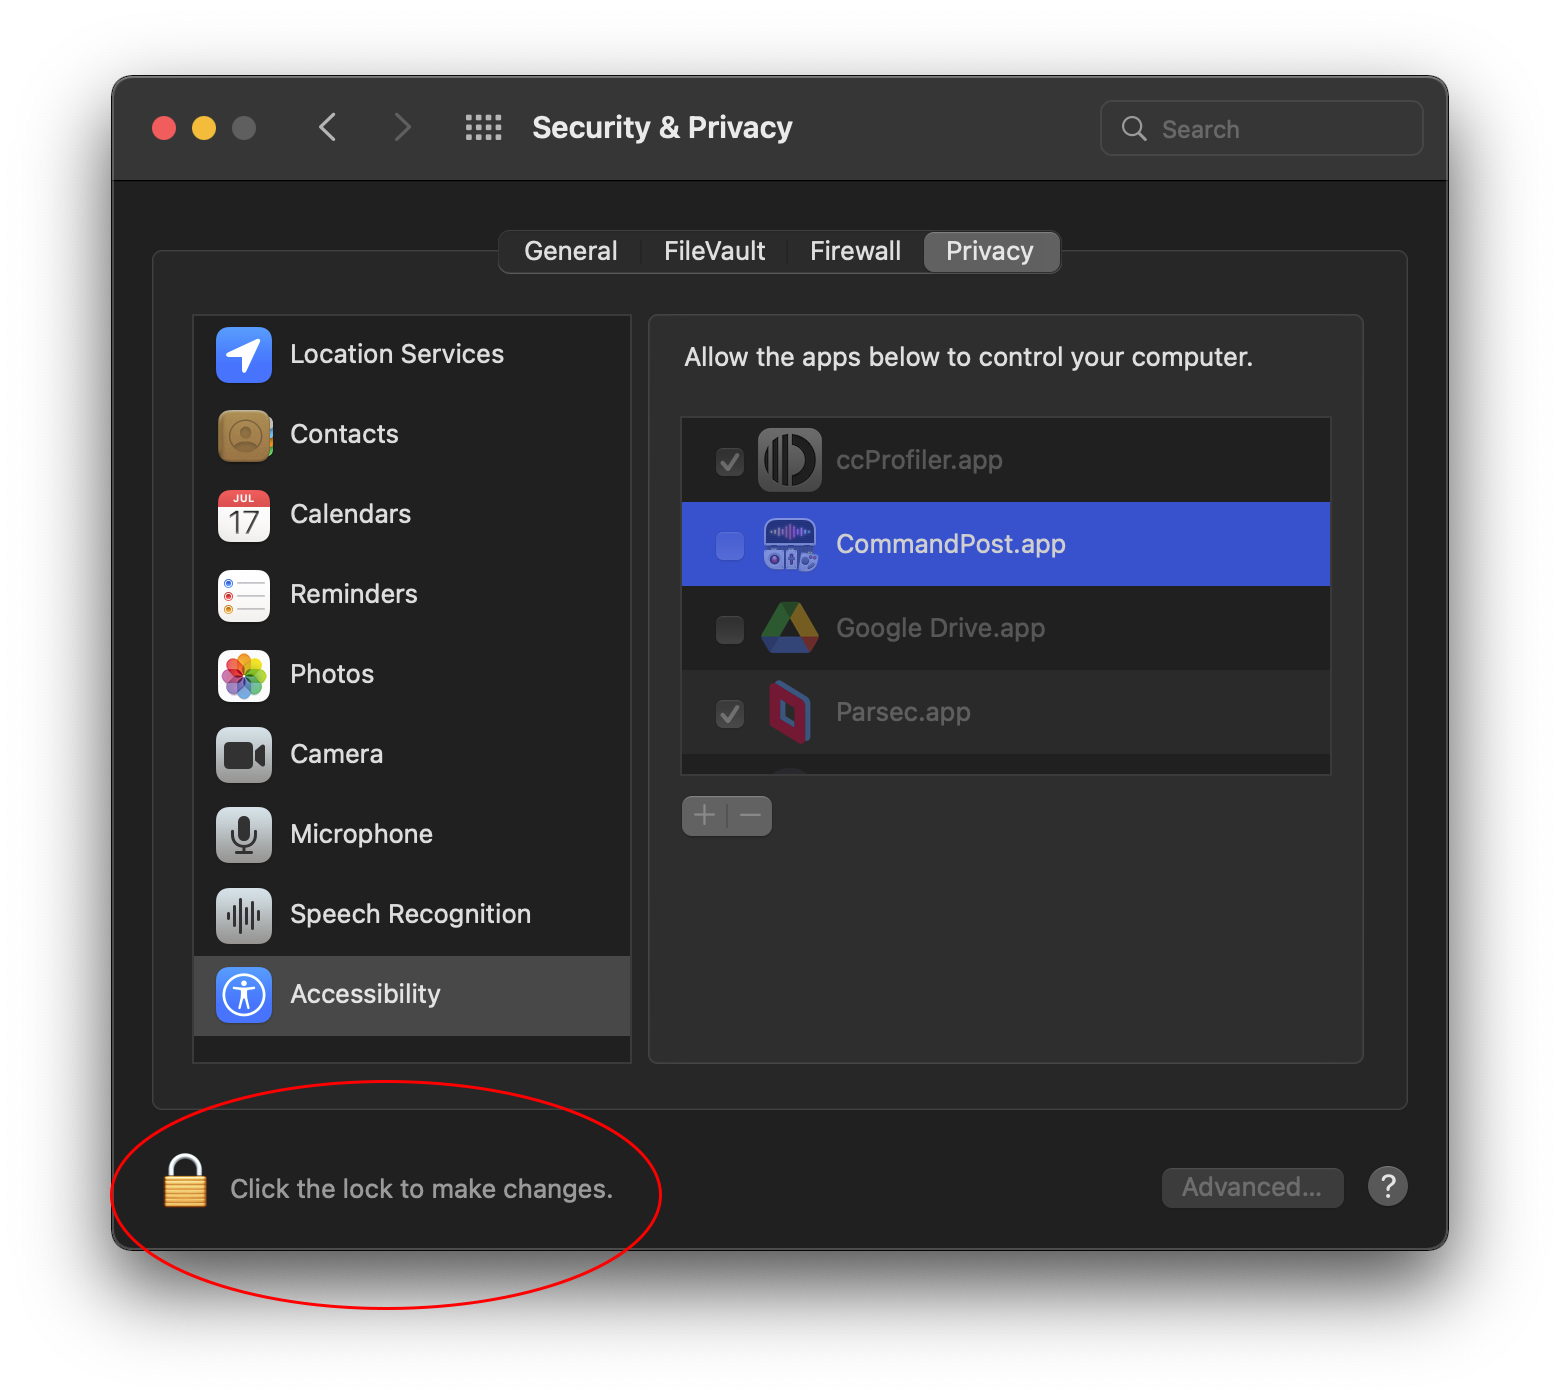 Security & Privacy
Search
General
FileVault
Firewall
Privacy
Location Services
Contacts
JUL
17
Calendars
Reminders
Photos
Camera
Microphone
Speech Recognition
Accessibility
Allow the apps below to control your computer.
ccProfiler.app
CommandPost.app
Google Drive.app
Parsec.app
Click the lock to make changes.
Advanced...
?